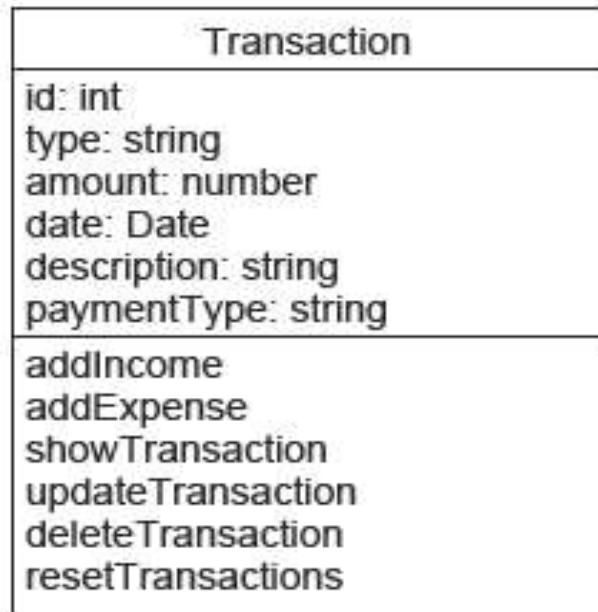 Transaction
id: int
type: string
amount: number
date: Date
description: string
paymentType: string
addIncome
addExpense
showTransaction
updateTransaction
deleteTransaction
resetTransactions